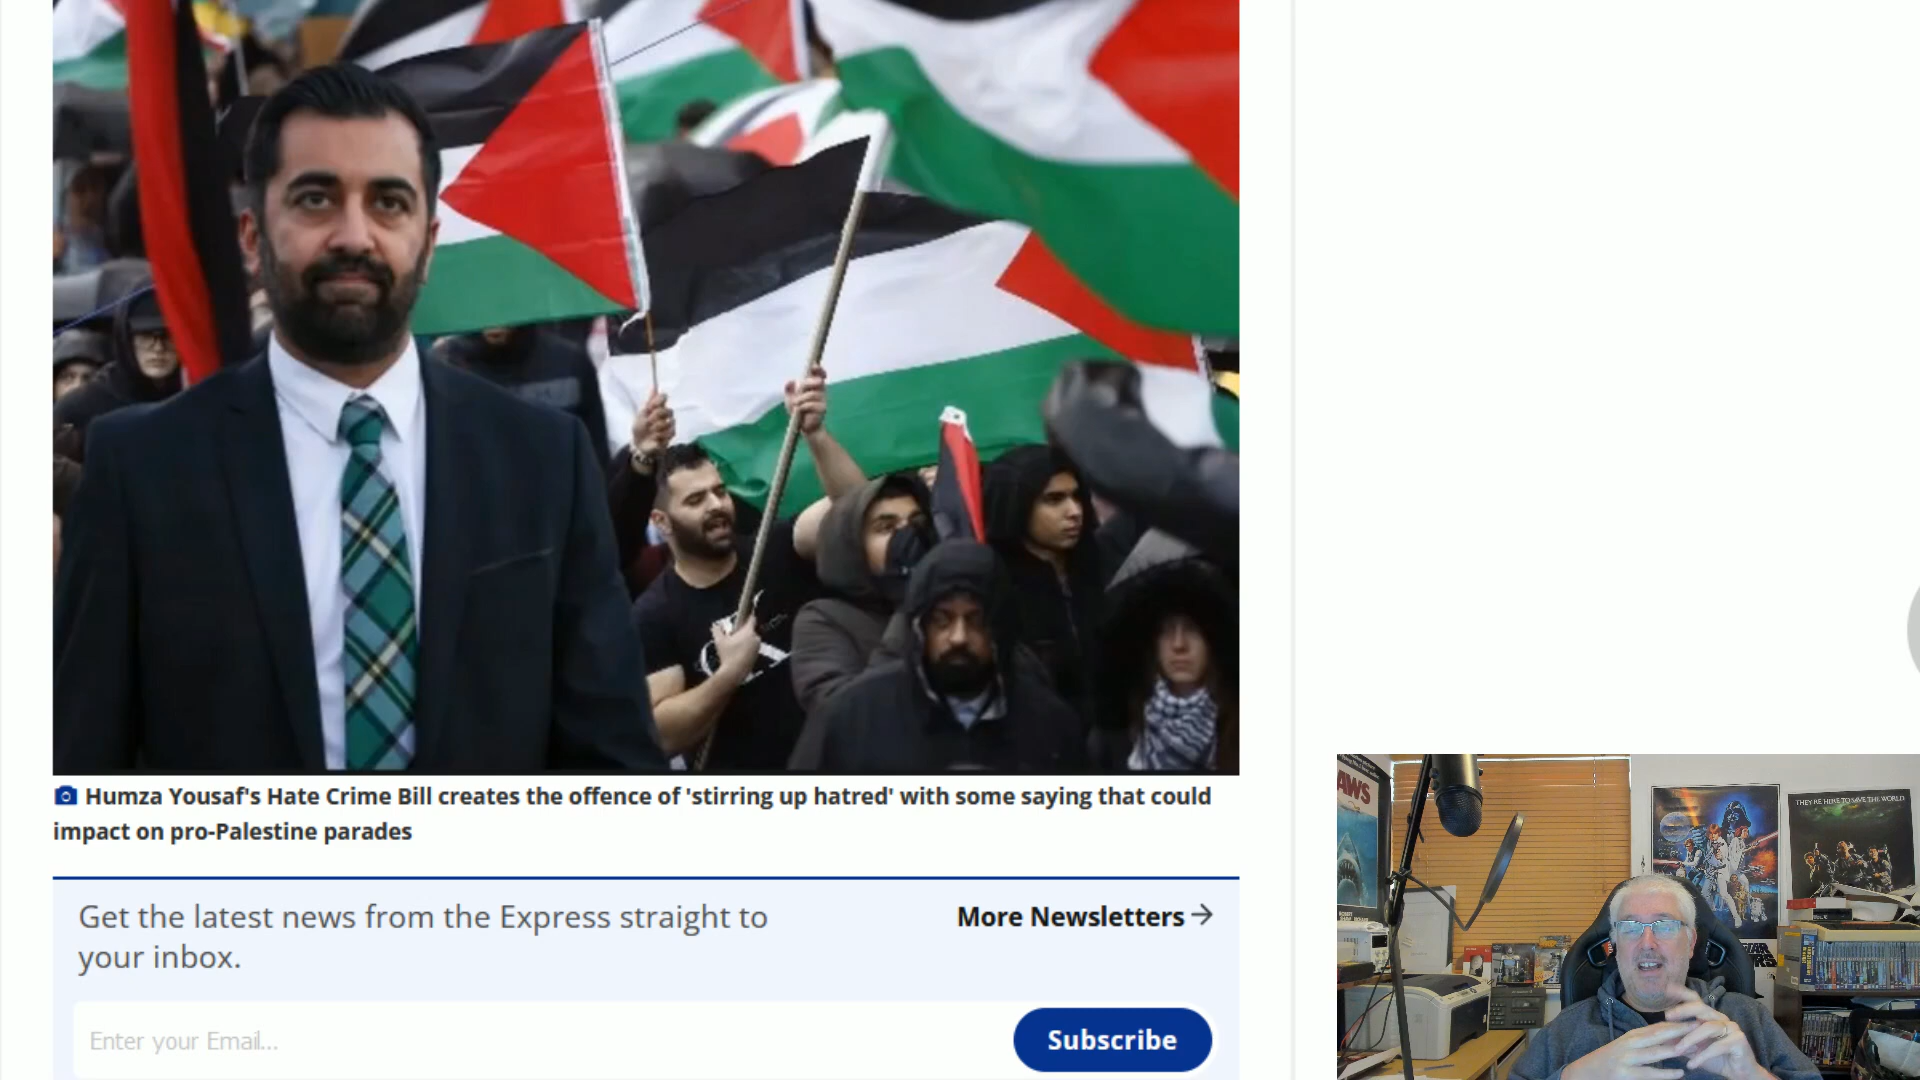 Humza Yousaf's Hate Crime Bill creates the offence of 'stirring up hatred' with some saying that could
impact on pro-Palestine parades
Get the latest news from the Express straight to
your inbox.
More Newsletters
Enter your Email...
Subscribe
AWS
THEY'RE HERE TO SAVE THE WORLD